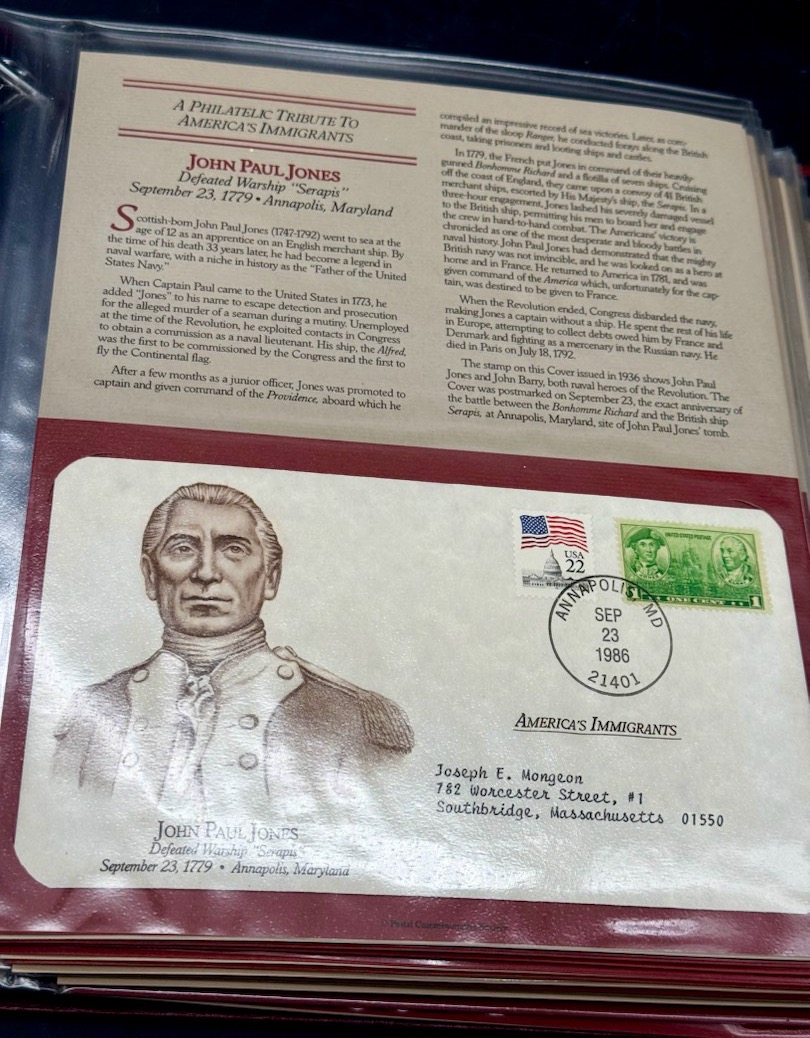 A PHILATELIC TRIBUTE TO
AMERICA'S IMMIGRANTS
JOHN PAUL JONES
Defeated Warship "Serapis"
September 23, 1779 • Annapolis, Maryland
Scottish-born John Paul Jones (1747-1792) went to sea at the
age of 12 as an apprentice on an English merchant ship. By
the time of his death 33 years later, he had become a legend in
naval warfare, with a niche in history as the "Father of the United
States Navy."
When Captain Paul came to the United States in 1773, he
added "Jones" to his name to escape detection and prosecution
for the alleged murder of a seaman during a mutiny. Unemployed
at the time of the Revolution, he exploited contacts in Congress
to obtain a commission as a naval lieutenant. His ship, the Alfred,
was the first to be commissioned by the Congress and the first to
fly the Continental flag.
After a few months as a junior officer, Jones was promoted to
captain and given command of the Providence, aboard which he
compiled an impressive record of sea victories. Later, as com-
mander of the sloop Ranger, he conducted forays along the British
coast, taking prisoners and looting ships and castles.
In 1779, the French put Jones in command of their heavily-
gunned Bonhomme Richard and a flotilla of seven ships. Cruising
off the coast of England, they came upon a convoy of 41 British
merchant ships, escorted by His Majesty's ship, the Serapis. In a
three-hour engagement, Jones lashed his severely damaged vessel
to the British ship, permitting his men to board her and engage
the crew in hand-to-hand combat. The Americans' victory is
chronicled as one of the most desperate and bloody battles in
naval history. John Paul Jones had demonstrated that the mighty
British navy was not invincible, and he was looked on as a hero at
home and in France. He returned to America in 1781, and was
given command of the America which, unfortunately for the cap-
tain, was destined to be given to France.
When the Revolution ended, Congress disbanded the navy,
making Jones a captain without a ship. He spent the rest of his life
in Europe, attempting to collect debts owed him by France and
Denmark and fighting as a mercenary in the Russian navy. He
died in Paris on July 18, 1792.
The stamp on this Cover issued in 1936 shows John Paul
Jones and John Barry, both naval heroes of the Revolution. The
Cover was postmarked on September 23, the exact anniversary of
the battle between the Bonhomme Richard and the British ship
Serapis, at Annapolis, Maryland, site of John Paul Jones' tomb.
USA
22
UNITED STATES POSTAGE
1 ONE CENT 1
ANNAPOLIS MD
SEP
23
1986
21401
AMERICA'S IMMIGRANTS
Joseph E. Mongeon
782 Worcester Street, #1
Southbridge, Massachusetts 01550
JOHN PAUL JONES
Defeated Warship "Serapis"
September 23, 1779 • Annapolis, Maryland